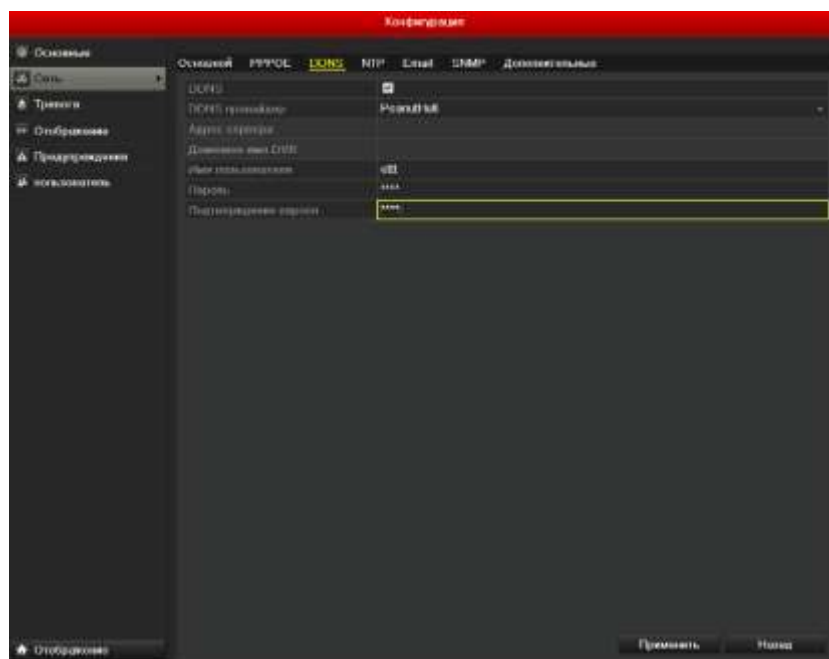 Конфигурация
Основные
Сеть
Тревога
Отображение
Предупреждения
пользователь
Основной PPPOE DDNS NTP Email SNMP Дополнительные
DDNS
DDNS провайдер PeanutHull
Адрес сервера
Доменное имя DVR
Имя пользователя
Пароль ****
Подтверждение пароля ****
Применить Назад
Отображение